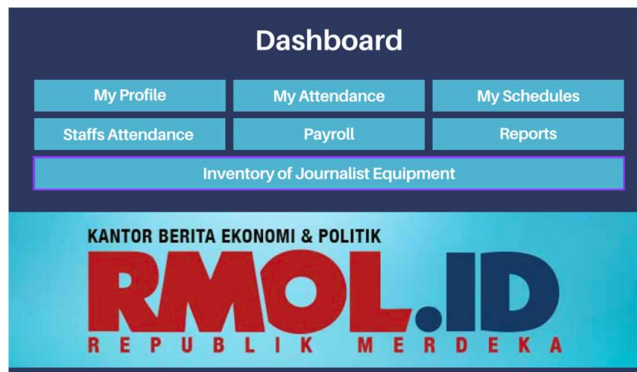 Dashboard
My Profile My Attendance My Schedules
Staffs Attendance Payroll Reports
Inventory of Journalist Equipment
KANTOR BERITA EKONOMI & POLITIK
RMOL.ID
REPUBLIK MERDEKA